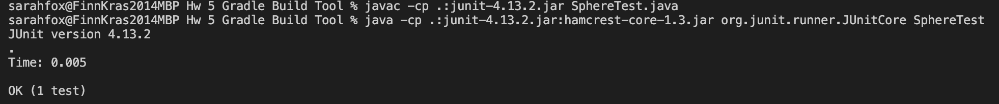 sarahfox@FinnKras2014MBP Hw 5 Gradle Build Tool % javac -cp .:junit-4.13.2.jar SphereTest.java
sarahfox@FinnKras2014MBP Hw 5 Gradle Build Tool % java -cp .:junit-4.13.2.jar:hamcrest-core-1.3.jar org.junit.runner.JUnitCore SphereTest
JUnit version 4.13.2
.
Time: 0.005
OK (1 test)